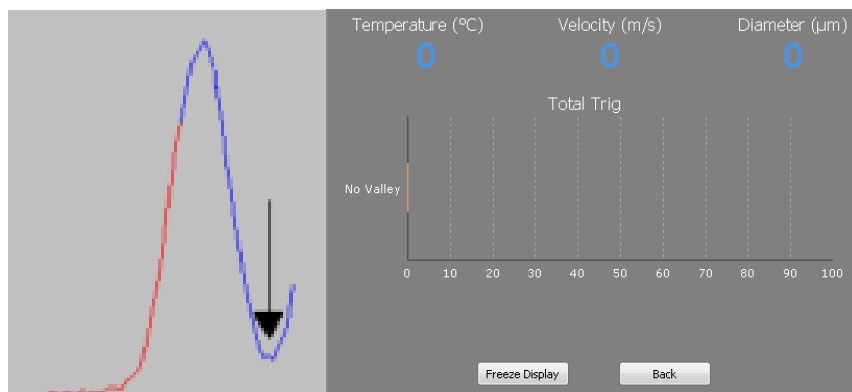 Temperature (ºC) Velocity (m/s) Diameter (µm)
0 0 0
Total Trig
No Valley
0 10 20 30 40 50 60 70 80 90 100
Freeze Display Back